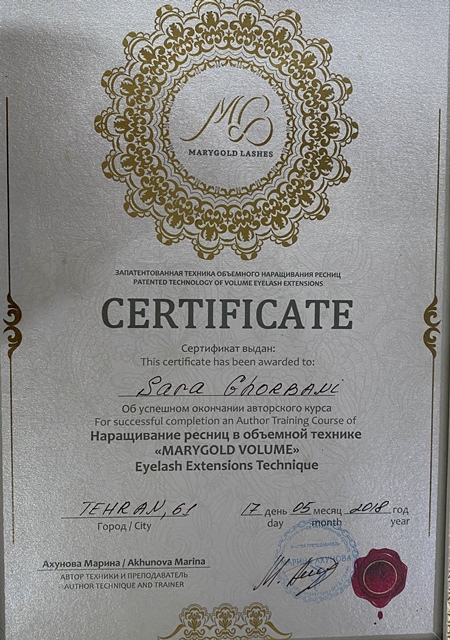 MG
MARYGOLD LASHES
ЗАПАТЕНТОВАННАЯ ТЕХНИКА ОБЪЕМНОГО НАРАЩИВАНИЯ РЕСНИЦ
PATENTED TECHNOLOGY OF VOLUME EYELASH EXTENSIONS
CERTIFICATE
Сертификат выдан:
This certificate has been awarded to:
Sara Ghorbani
Об успешном окончании авторского курса
For successful completion an Author Training Course of
Наращивание ресниц в объемной технике
«MARYGOLD VOLUME»
Eyelash Extensions Technique
TEHRAN, 61 17 день 05 месяц 2018 год
Город / City day month year
Ахунова Марина / Akhunova Marina
АВТОР ТЕХНИКИ И ПРЕПОДАВАТЕЛЬ
AUTHOR TECHNIQUE AND TRAINER
МАРИНА АХУНОВА